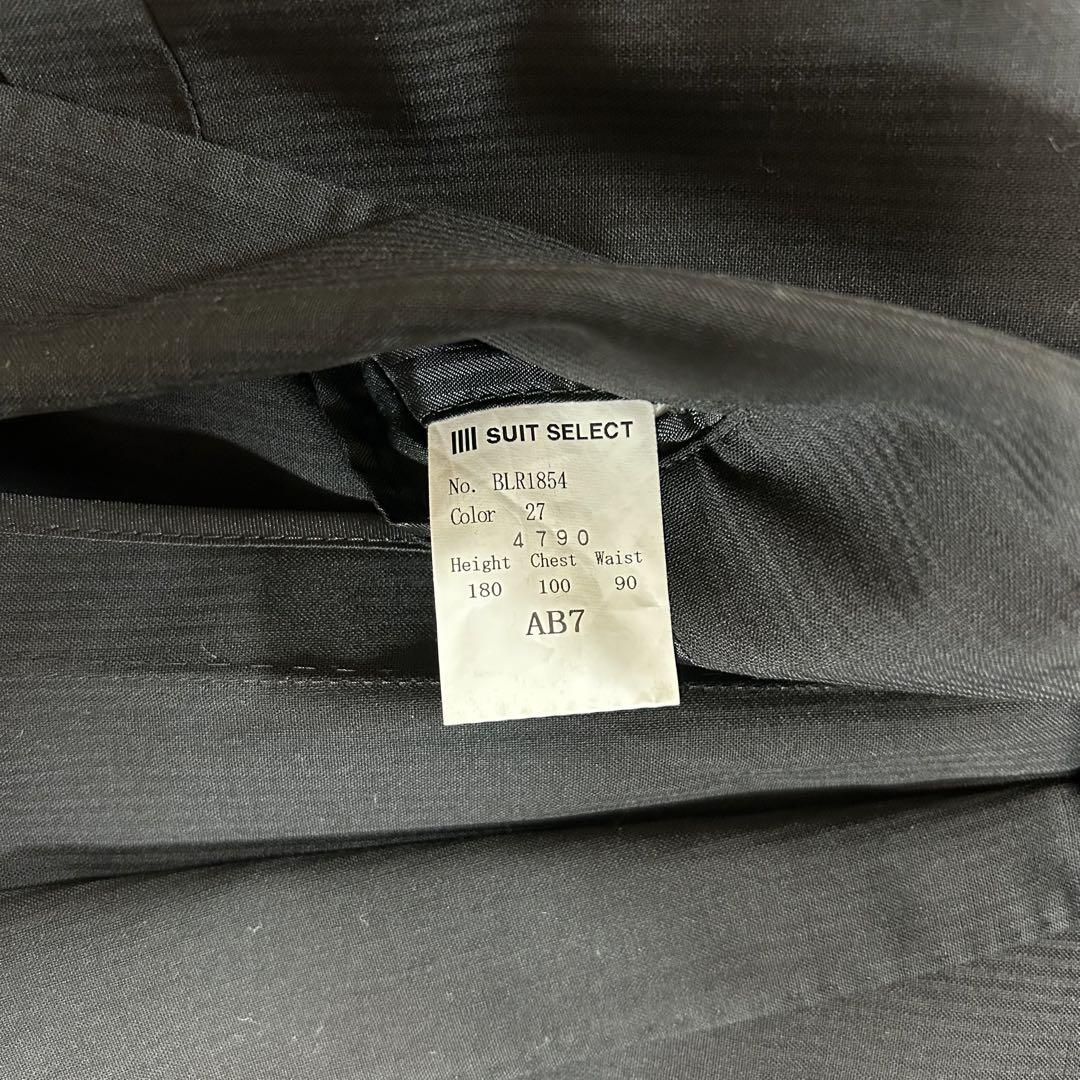 SUIT SELECT
No. BLR1854
Color 27
4790
Height Chest Waist
180 100 90
AB7